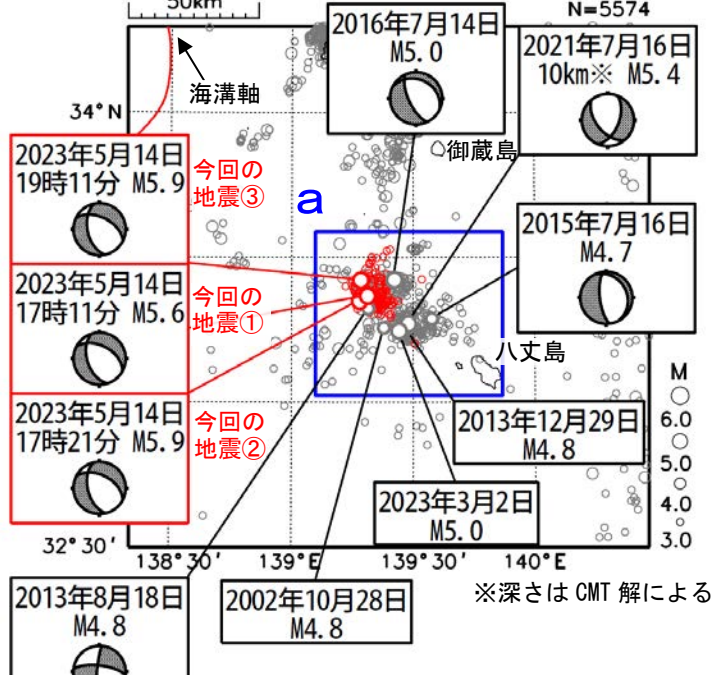 50km
N=5574
2016年7月14日
M5.0
2021年7月16日
10km※ M5.4
海溝軸
34°N
御蔵島
2023年5月14日
19時11分 M5.9
今回の
地震③
a
2015年7月16日
M4.7
2023年5月14日
17時11分 M5.6
今回の
地震①
八丈島
2023年5月14日
17時21分 M5.9
今回の
地震②
M
6.0
5.0
4.0
3.0
2013年12月29日
M4.8
2023年3月2日
M5.0
32°30'
138°30'
139°E
139°30'
140°E
※深さは CMT 解による
2013年8月18日
M4.8
2002年10月28日
M4.8